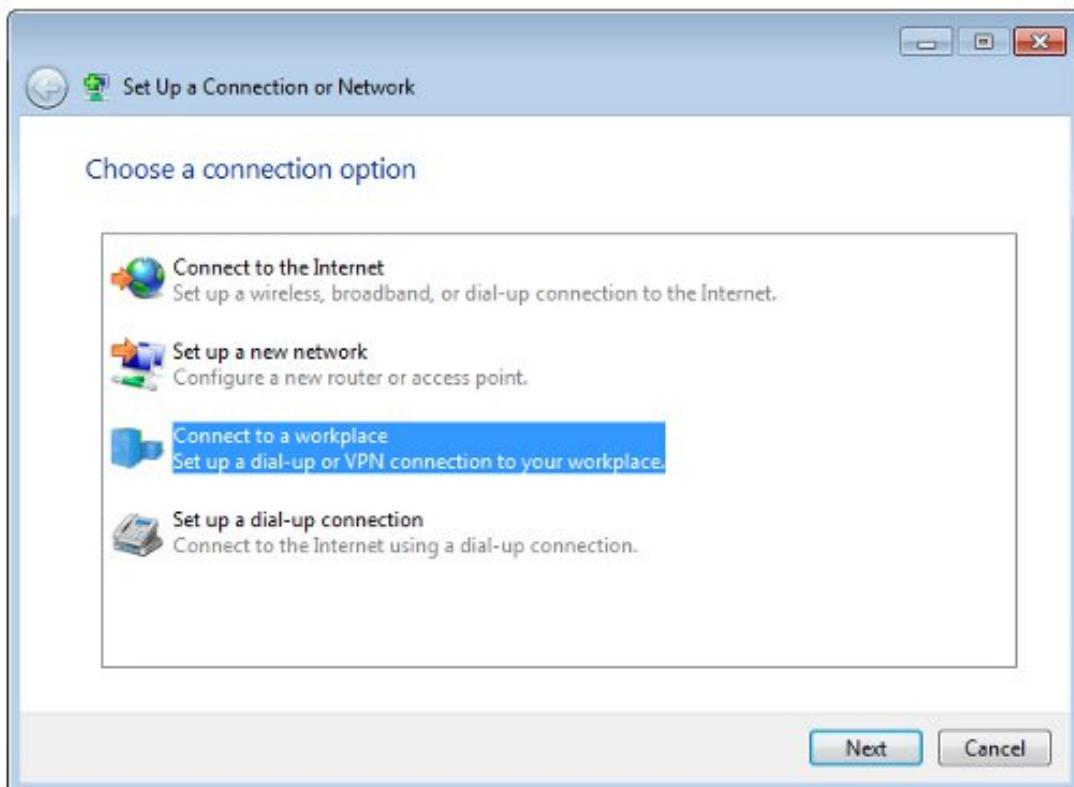 Set Up a Connection or Network
Choose a connection option
Connect to the Internet
Set up a wireless, broadband, or dial-up connection to the Internet.
Set up a new network
Configure a new router or access point.
Connect to a workplace
Set up a dial-up or VPN connection to your workplace.
Set up a dial-up connection
Connect to the Internet using a dial-up connection.
Next
Cancel